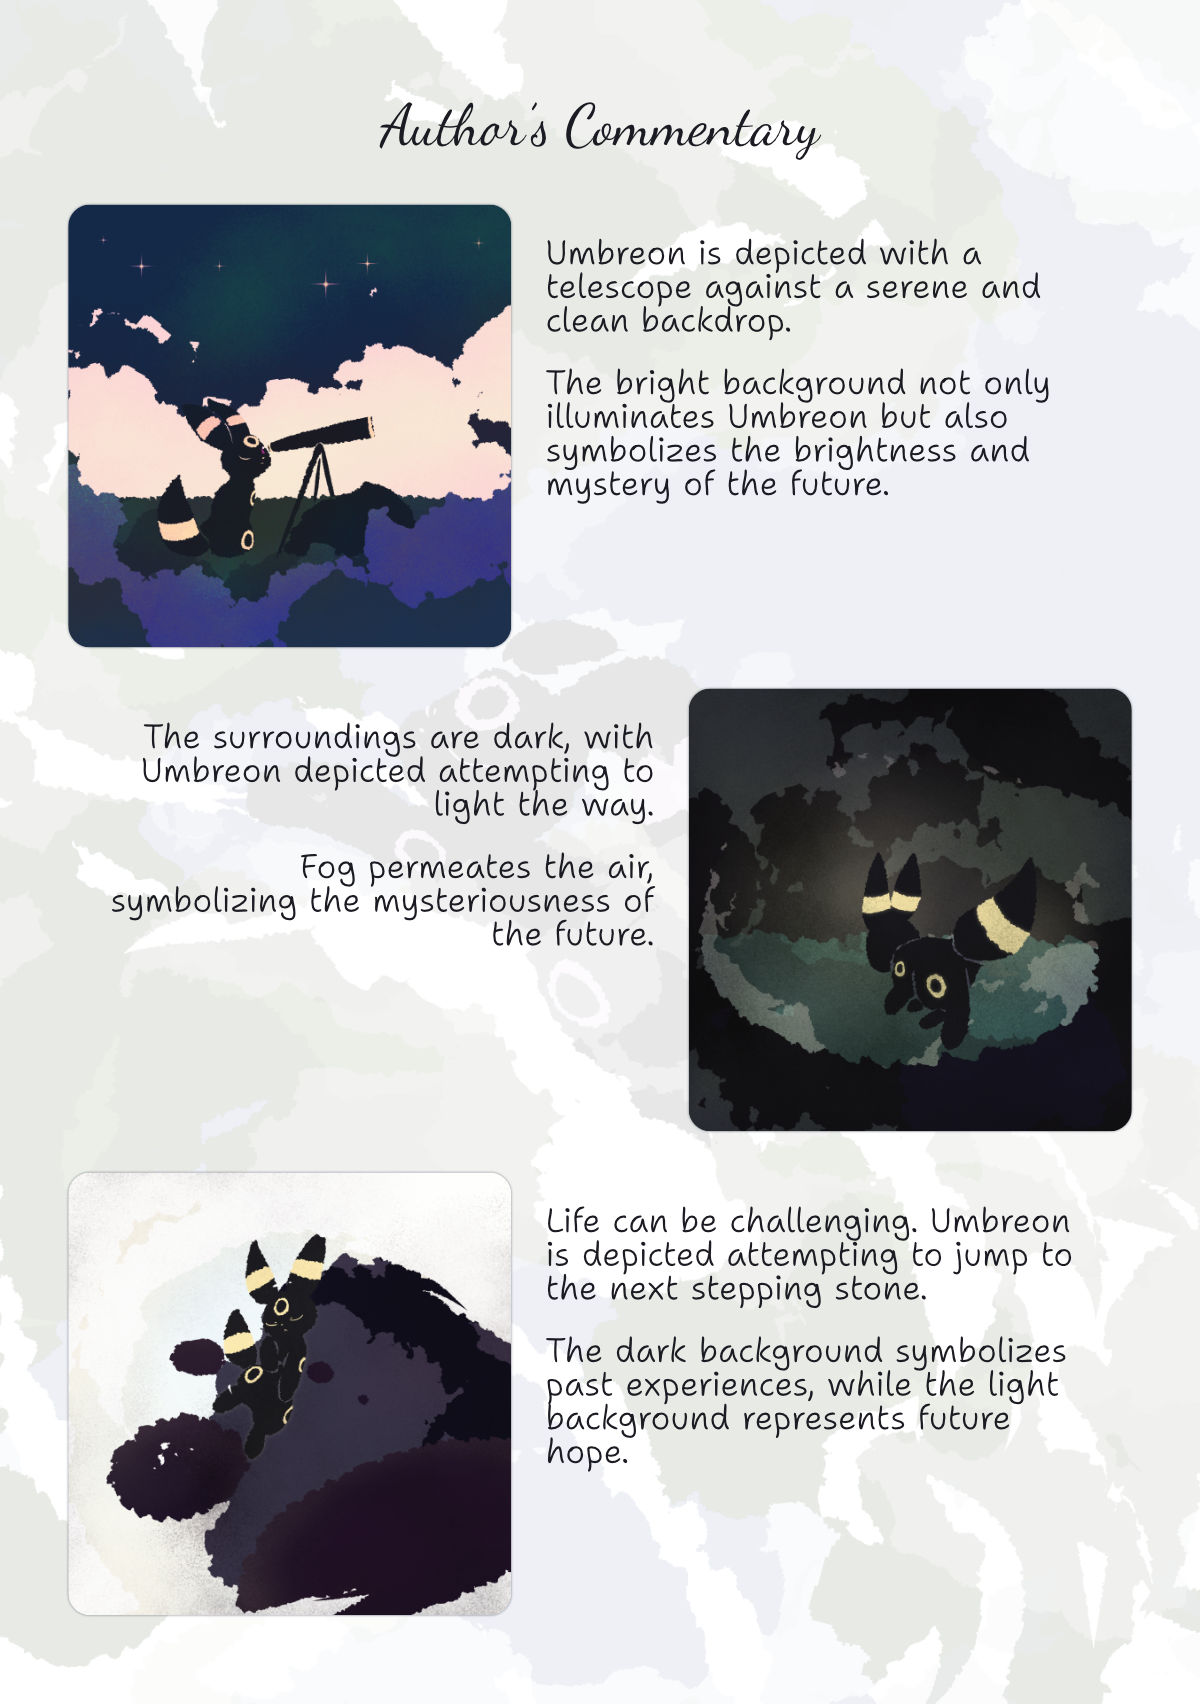 Author's Commentary
Umbreon is depicted with a
telescope against a serene and
clean backdrop.
The bright background not only
illuminates Umbreon but also
symbolizes the brightness and
mystery of the future.
The surroundings are dark, with
Umbreon depicted attempting to
light the way.
Fog permeates the air,
symbolizing the mysteriousness of
the future.
Life can be challenging. Umbreon
is depicted attempting to jump to
the next stepping stone.
The dark background symbolizes
past experiences, while the light
background represents future
hope.